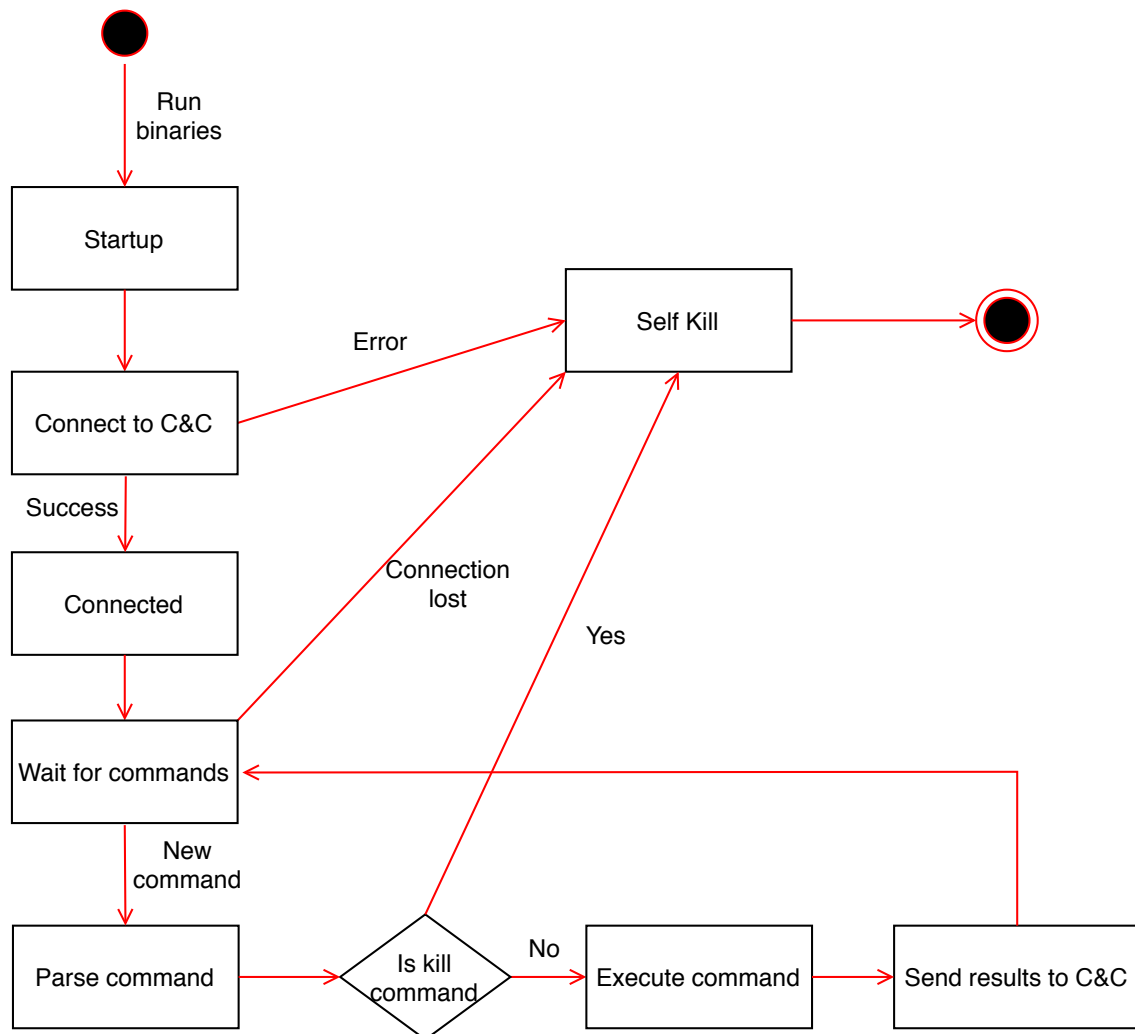 Run
binaries
Startup
Self Kill
Error
Connect to C&C
Success
Connection
lost
Connected
Yes
Wait for commands
New
command
No
Parse command
Is kill
command
Execute command
Send results to C&C